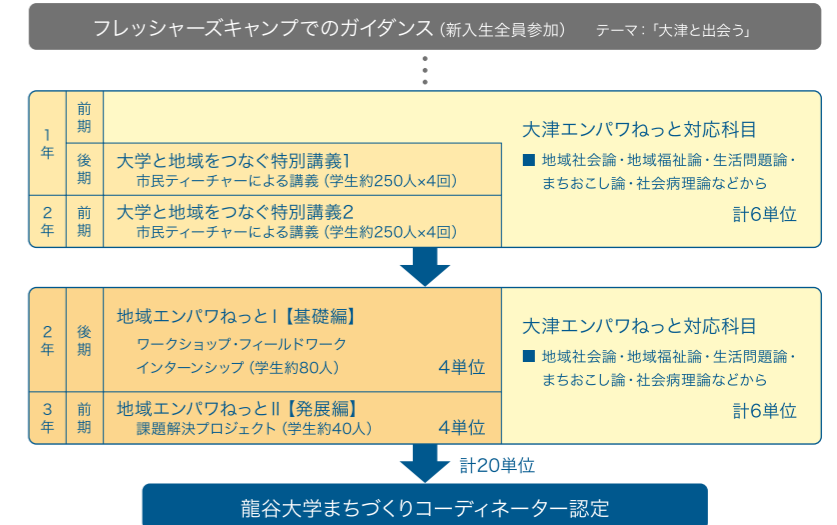 フレッシャーズキャンプでのガイダンス（新入生全員参加） テーマ：「大津と出会う」
1年
前期
後期
大学と地域をつなぐ特別講義1
市民ティーチャーによる講義（学生約250人×4回）
2年
前期
大学と地域をつなぐ特別講義2
市民ティーチャーによる講義（学生約250人×4回）
大津エンパワねっと対応科目
■ 地域社会論・地域福祉論・生活問題論・
まちおこし論・社会病理論などから
計6単位
2年
後期
地域エンパワねっとI【基礎編】
ワークショップ・フィールドワーク
インターンシップ（学生約80人）
4単位
3年
前期
地域エンパワねっとII【発展編】
課題解決プロジェクト（学生約40人）
4単位
大津エンパワねっと対応科目
■ 地域社会論・地域福祉論・生活問題論・
まちおこし論・社会病理論などから
計6単位
計20単位
龍谷大学まちづくりコーディネーター認定